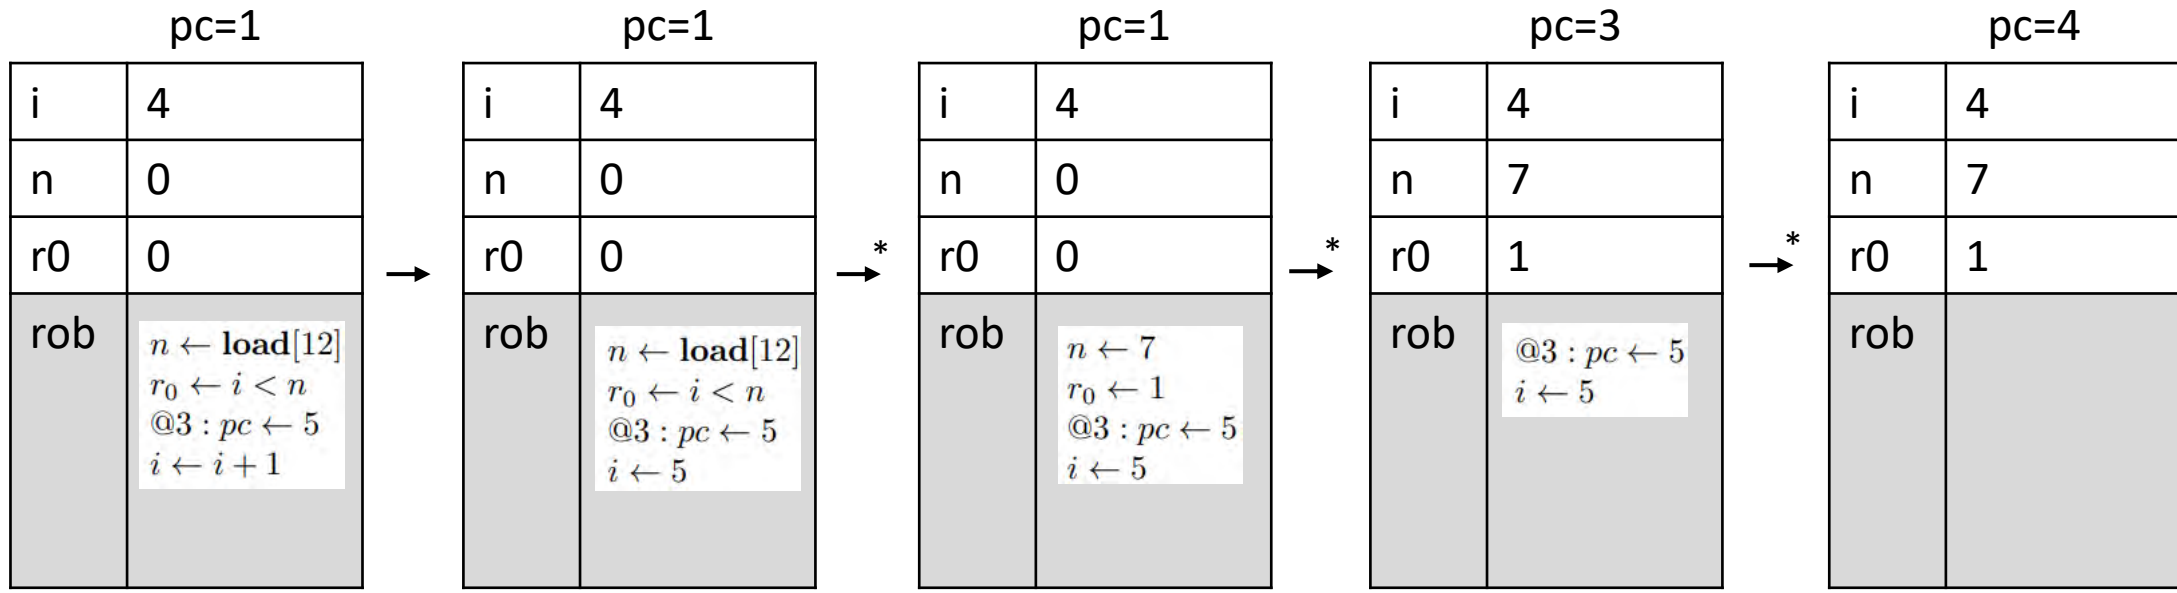 pc=1
i 4
n 0
r0 0
rob
n ← load[12]
r₀ ← i < n
@3 : pc ← 5
i ← i + 1
→
pc=1
i 4
n 0
r0 0
rob
n ← load[12]
r₀ ← i < n
@3 : pc ← 5
i ← 5
→*
pc=1
i 4
n 0
r0 0
rob
n ← 7
r₀ ← 1
@3 : pc ← 5
i ← 5
→*
pc=3
i 4
n 7
r0 1
rob
@3 : pc ← 5
i ← 5
→*
pc=4
i 4
n 7
r0 1
rob